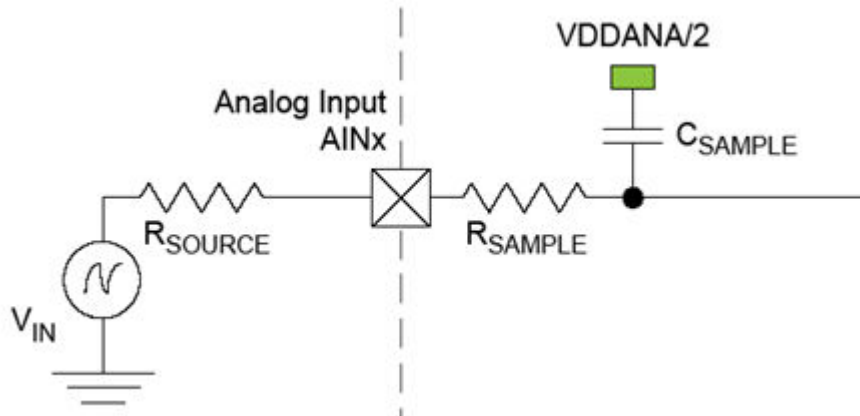 VDDANA/2
Analog Input
AINx
CSAMPLE
RSOURCE
RSAMPLE
VIN